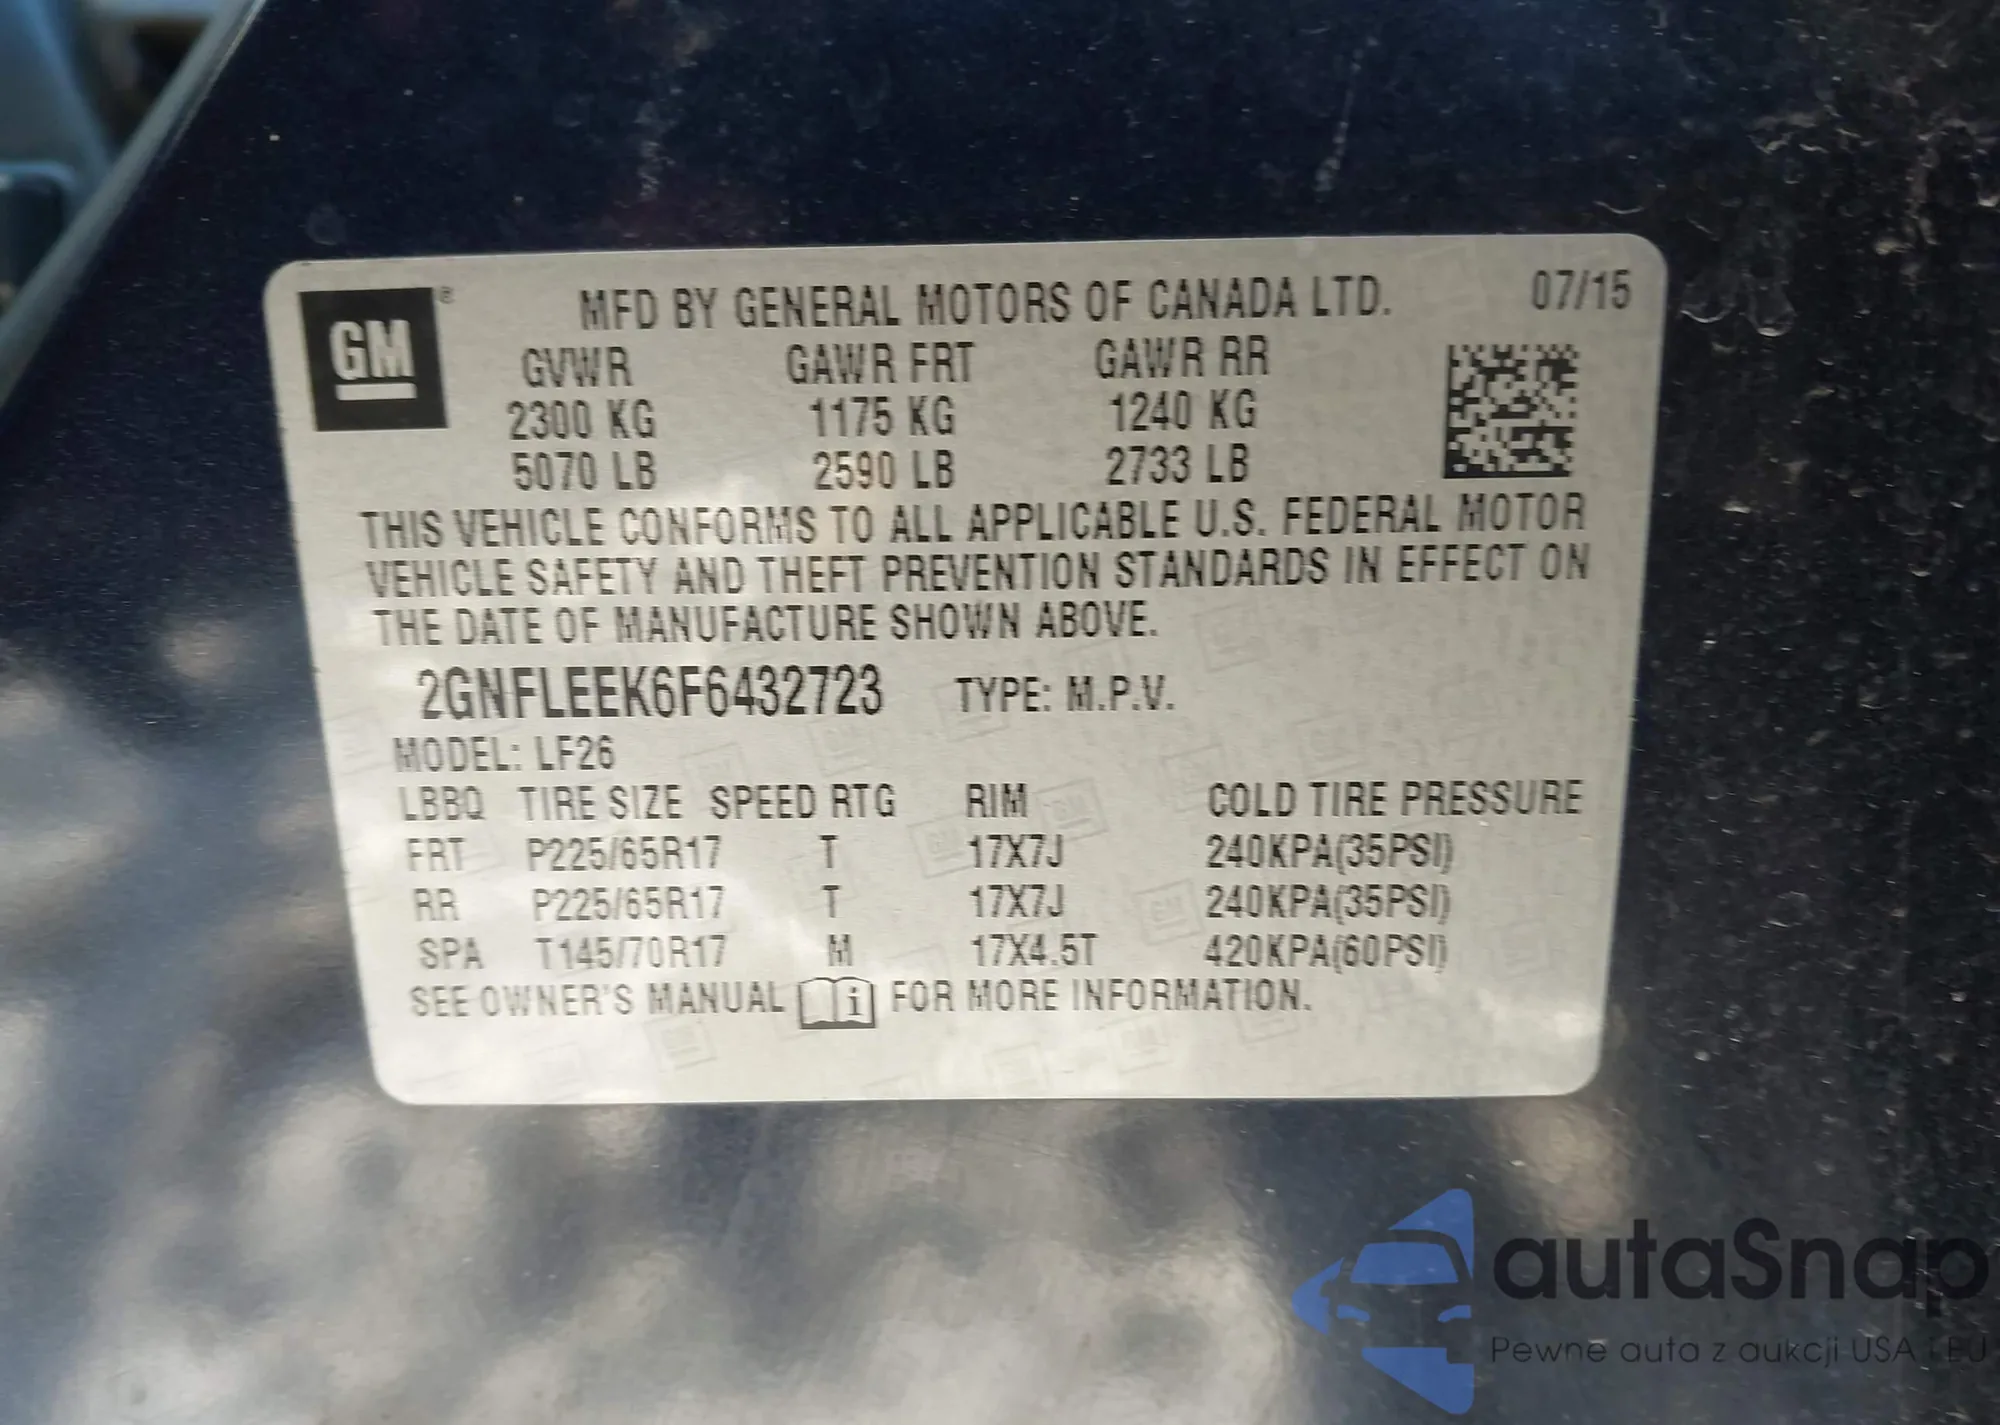 GM ®
MFD BY GENERAL MOTORS OF CANADA LTD. 07/15
GVWR GAWR FRT GAWR RR
2300 KG 1175 KG 1240 KG
5070 LB 2590 LB 2733 LB
THIS VEHICLE CONFORMS TO ALL APPLICABLE U.S. FEDERAL MOTOR
VEHICLE SAFETY AND THEFT PREVENTION STANDARDS IN EFFECT ON
THE DATE OF MANUFACTURE SHOWN ABOVE.
2GNFLEEK6F6432723 TYPE: M.P.V.
MODEL: LF26
LBBQ TIRE SIZE SPEED RTG RIM COLD TIRE PRESSURE
FRT P225/65R17 T 17X7J 240KPA(35PSI)
RR P225/65R17 T 17X7J 240KPA(35PSI)
SPA T145/70R17 M 17X4.5T 420KPA(60PSI)
SEE OWNER'S MANUAL i FOR MORE INFORMATION.
autaSnap
Pewne auta z aukcji USA i EU